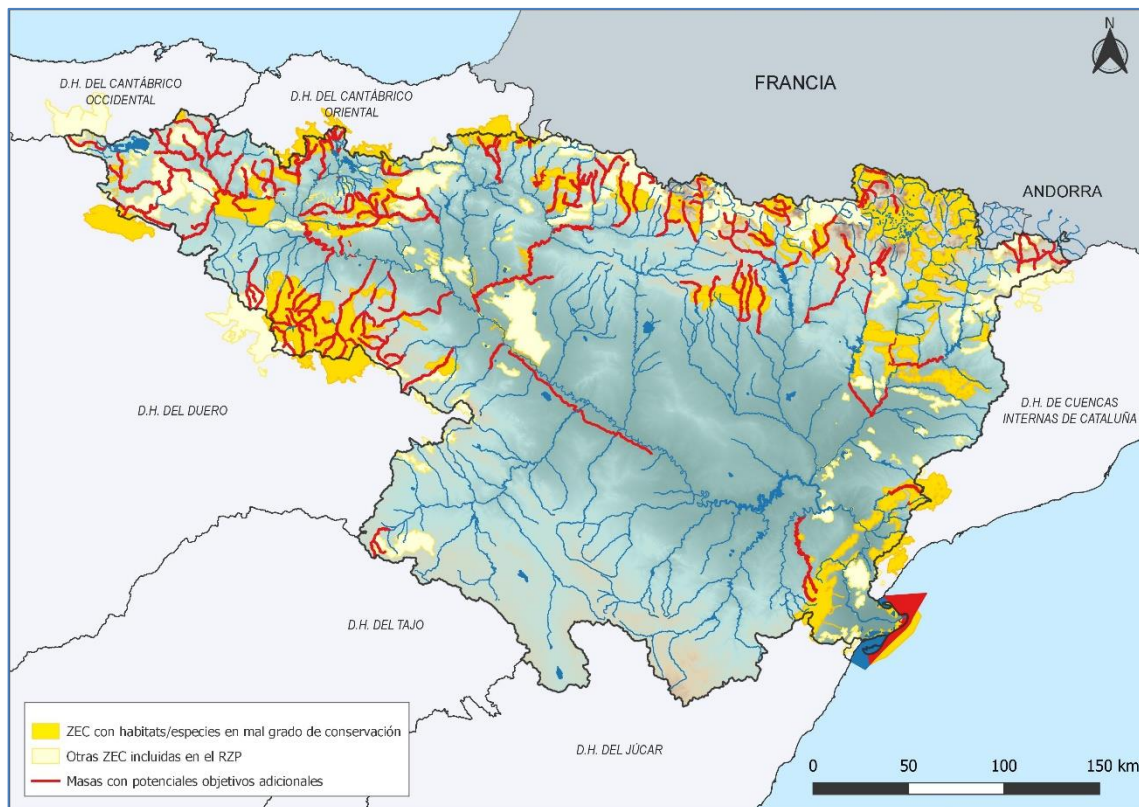 N
FRANCIA
D.H. DEL CANTÁBRICO
OCCIDENTAL
D.H. DEL CANTÁBRICO
ORIENTAL
ANDORRA
D.H. DEL DUERO
D.H. DE CUENCAS
INTERNAS DE CATALUÑA
D.H. DEL TAJO
D.H. DEL JÚCAR
ZEC con habitats/especies en mal grado de conservación
Otras ZEC incluidas en el RZP
Masas con potenciales objetivos adicionales
0 50 100 150 km